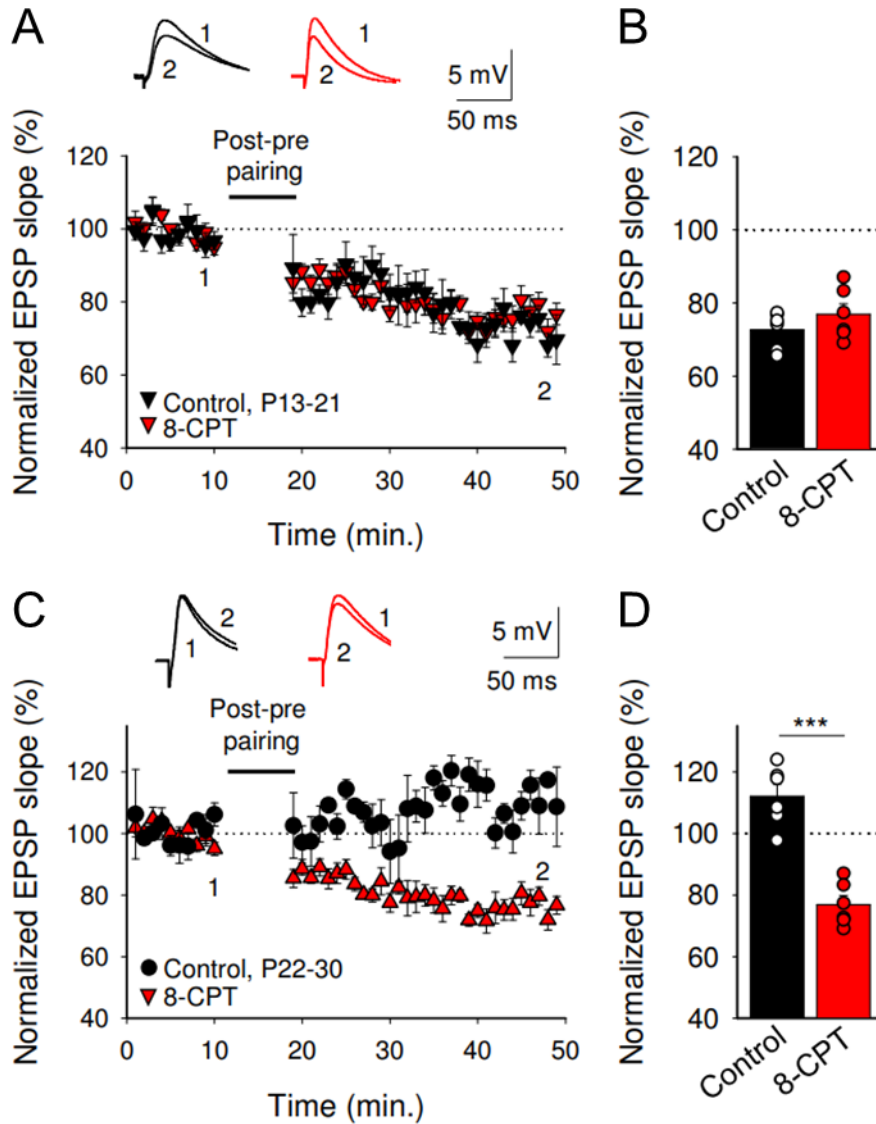 A
1
2
1
2
5 mV
50 ms
Normalized EPSP slope (%)
120
100
80
60
40
Post-pre
pairing
1
2
Control, P13-21
8-CPT
0
10
20
30
40
50
Time (min.)
B
Normalized EPSP slope (%)
120
100
80
60
40
Control
8-CPT
C
2
1
1
2
5 mV
50 ms
Normalized EPSP slope (%)
120
100
80
60
40
Post-pre
pairing
1
2
Control, P22-30
8-CPT
0
10
20
30
40
50
Time (min.)
D
Normalized EPSP slope (%)
120
100
80
60
40
***
Control
8-CPT